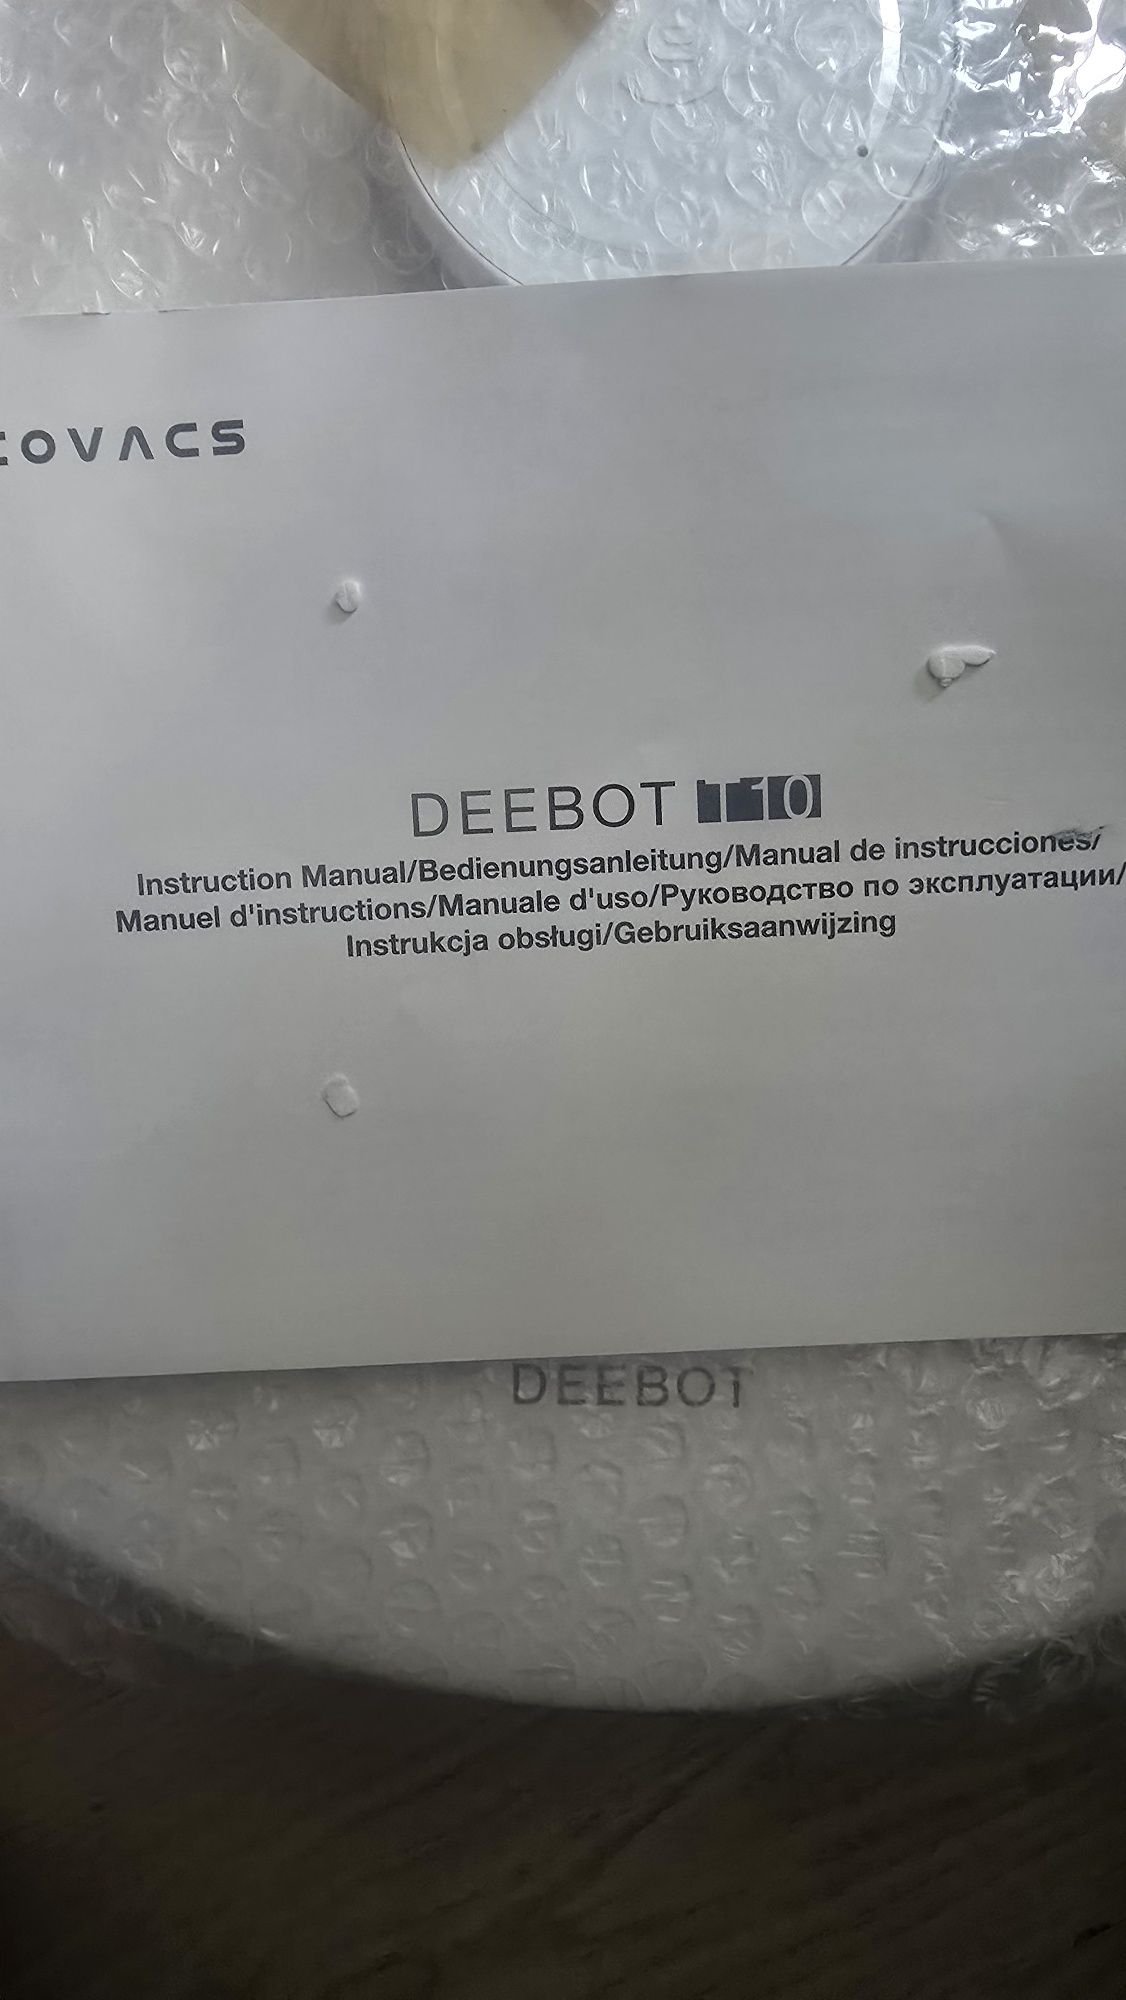 COVACS
DEEBOT T10
Instruction Manual/Bedienungsanleitung/Manual de instrucciones/
Manuel d'instructions/Manuale d'uso/Руководство по эксплуатации/
Instrukcja obsługi/Gebruiksaanwijzing
DEEBOT